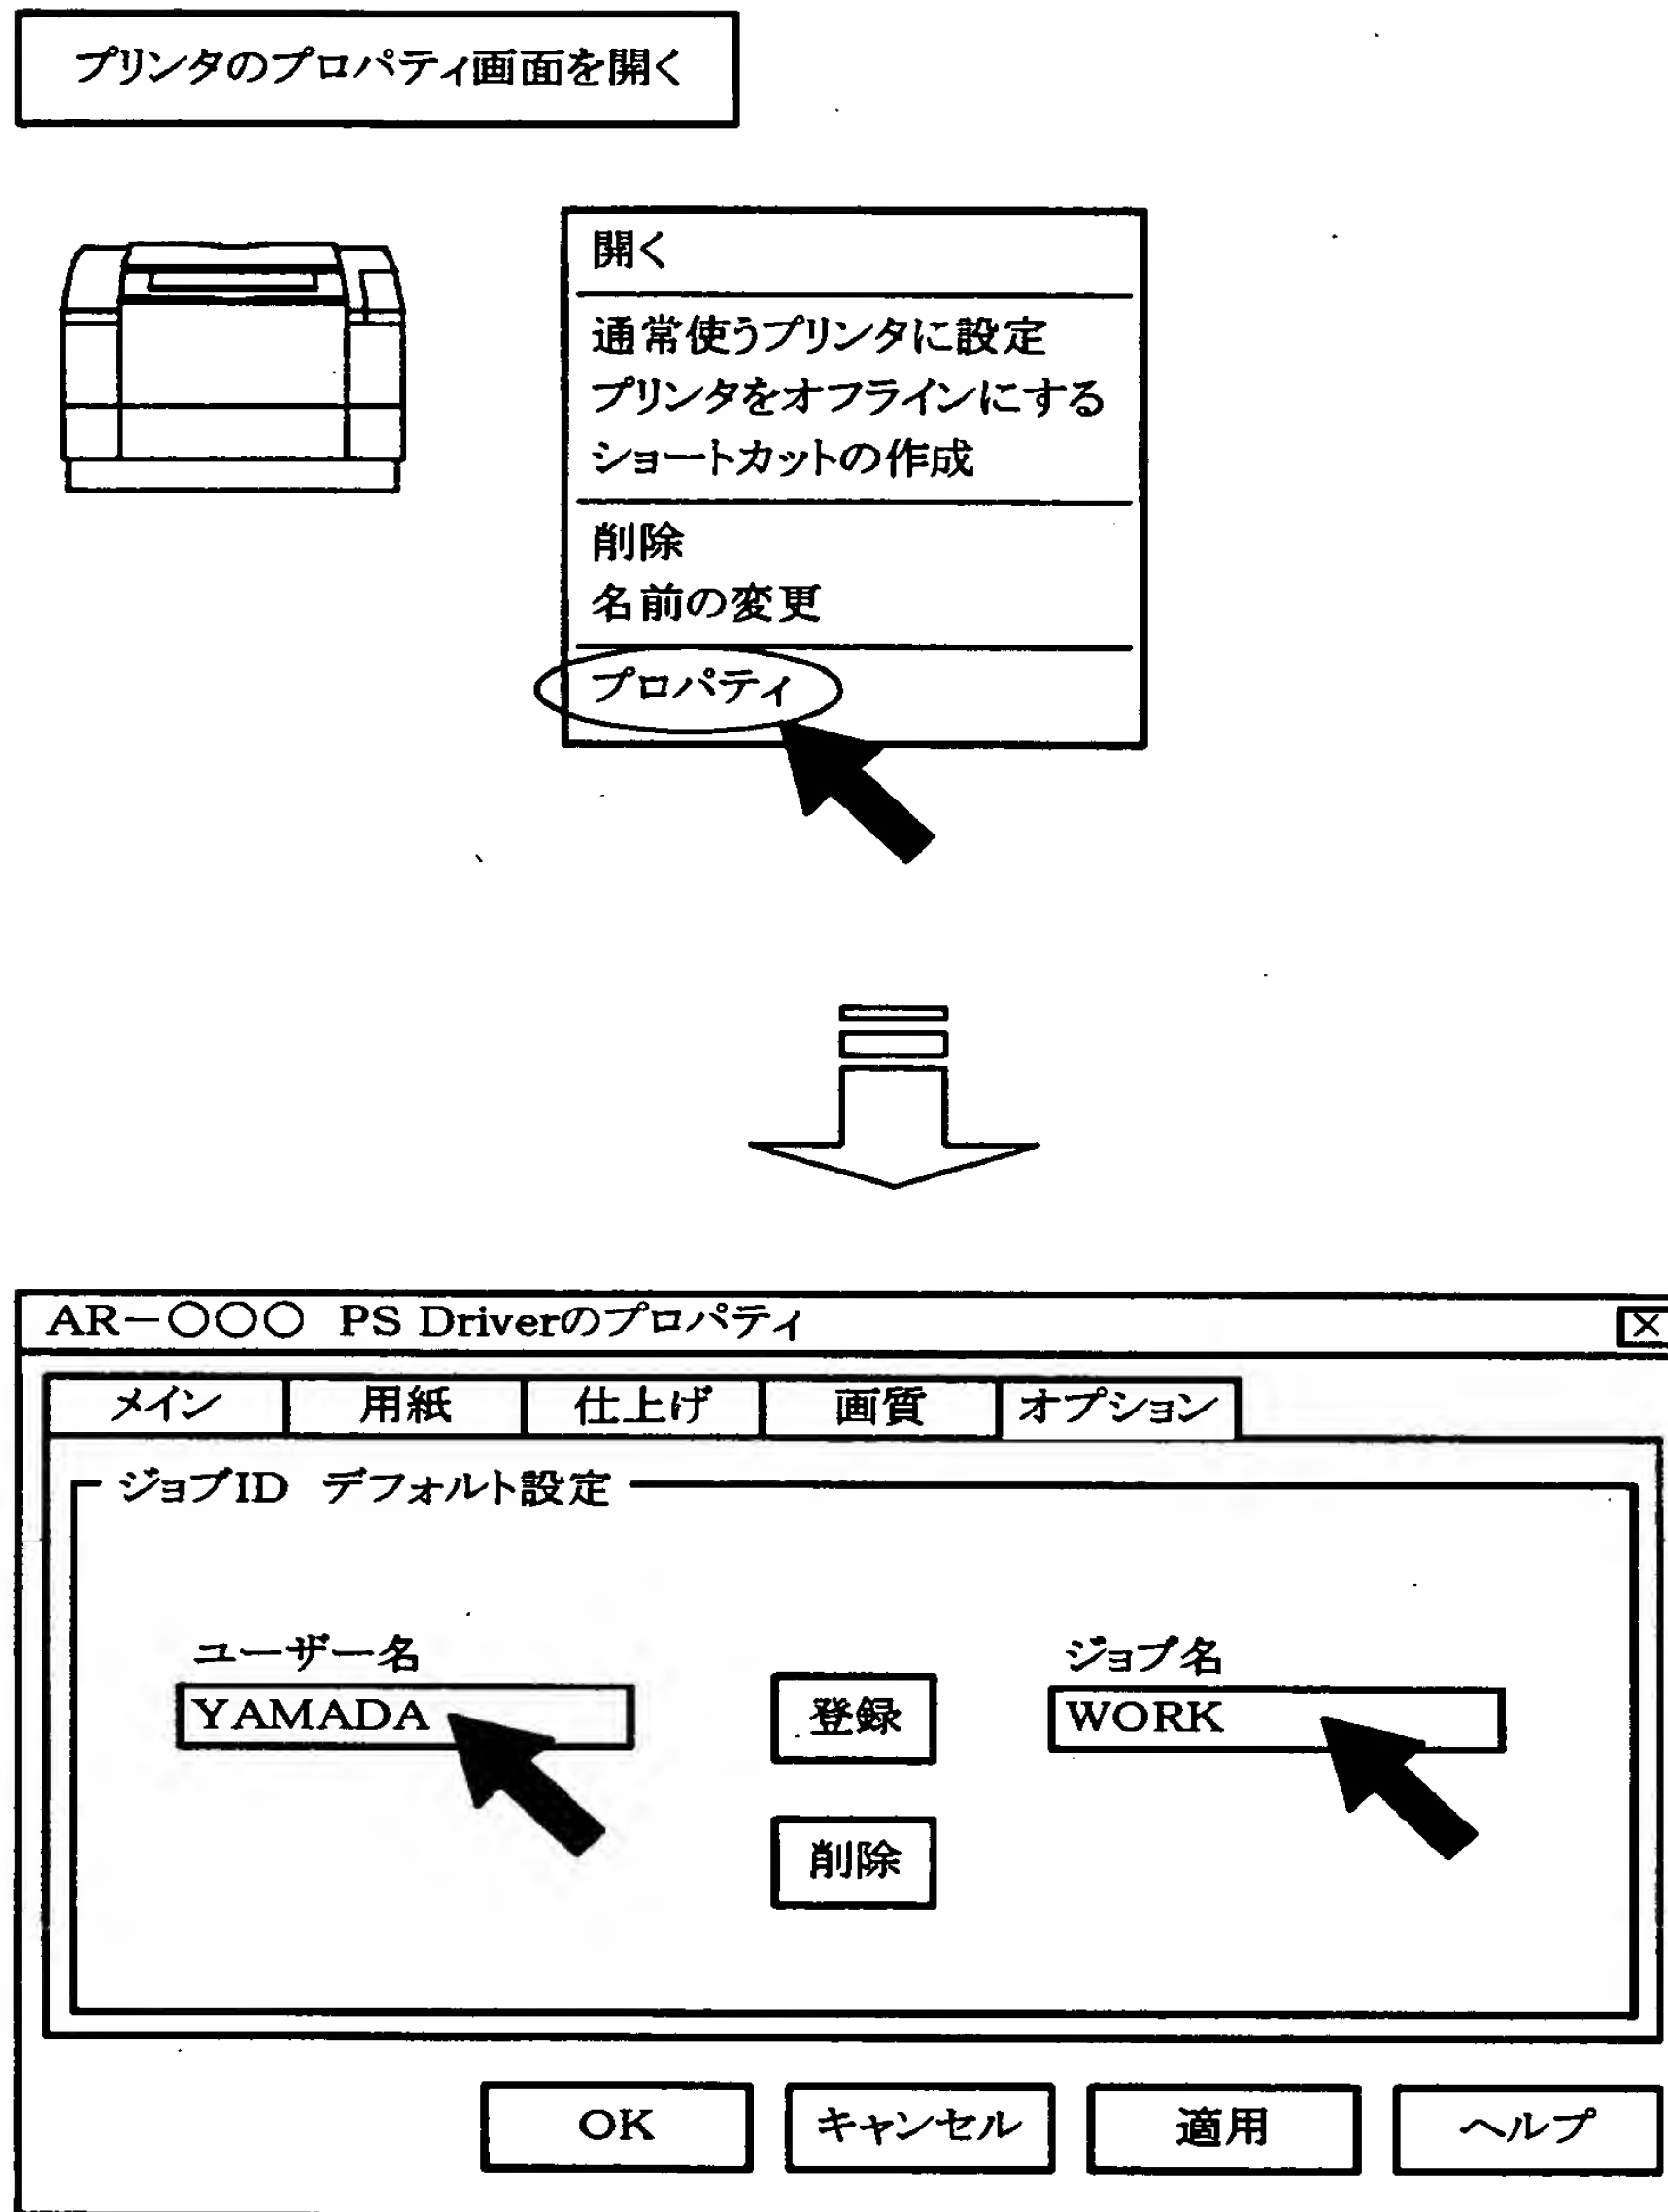 プリンタのプロパティ画面を開く
開く
通常使うプリンタに設定
プリンタをオフラインにする
ショートカットの作成
削除
名前の変更
プロパティ
AR-○○○ PS Driverのプロパティ
メイン 用紙 仕上げ 画質 オプション
ジョブID デフォルト設定
ユーザー名 ジョブ名
YAMADA 登録 WORK
削除
OK キャンセル 適用 ヘルプ